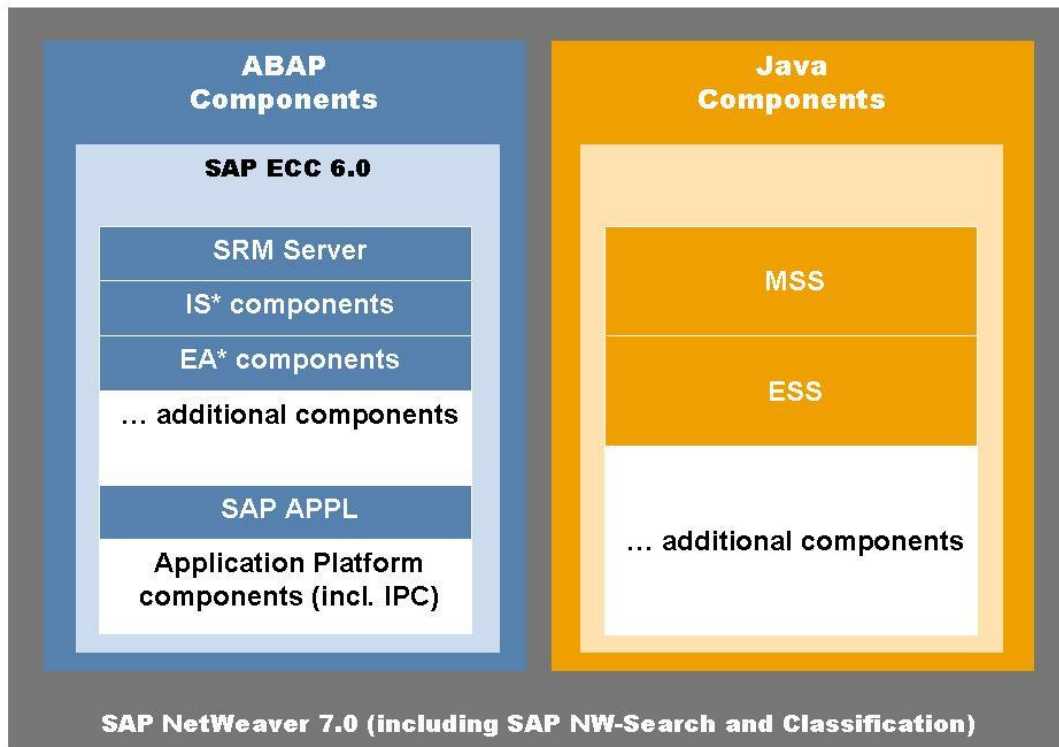 ABAP
Components
SAP ECC 6.0
SRM Server
IS* components
EA* components
… additional components
SAP APPL
Application Platform
components (incl. IPC)
Java
Components
MSS
ESS
… additional components
SAP NetWeaver 7.0 (including SAP NW-Search and Classification)